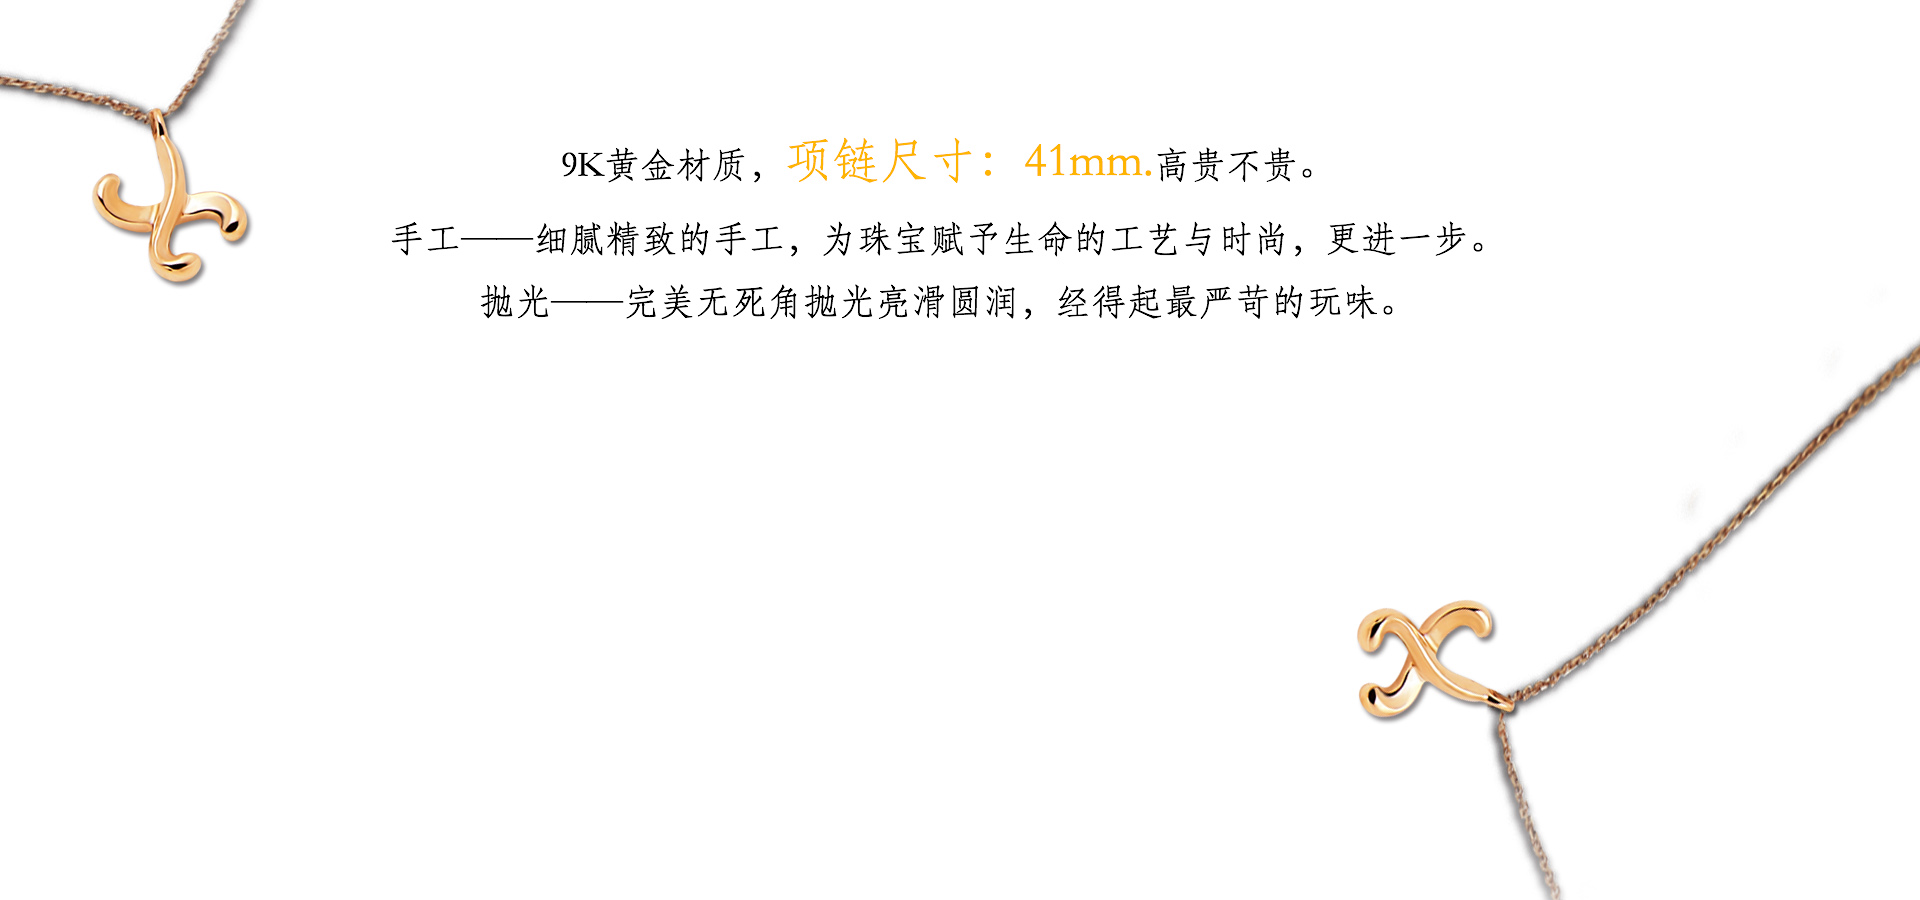 9K黄金材质，项链尺寸：41mm.高贵不贵。
手工——细腻精致的手工，为珠宝赋予生命的工艺与时尚，更进一步。
抛光——完美无死角抛光亮滑圆润，经得起最严苛的玩味。